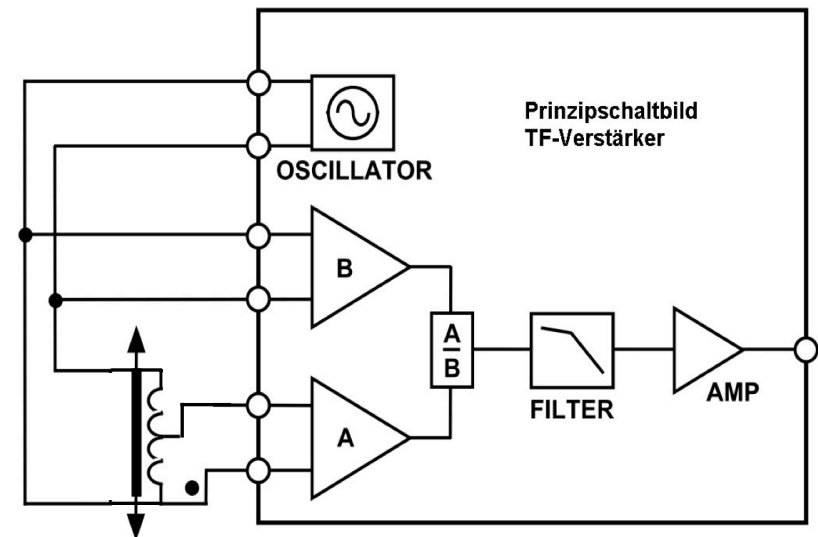 Prinzipschaltbild
TF-Verstärker
OSCILLATOR
B
A
B
A
FILTER
AMP